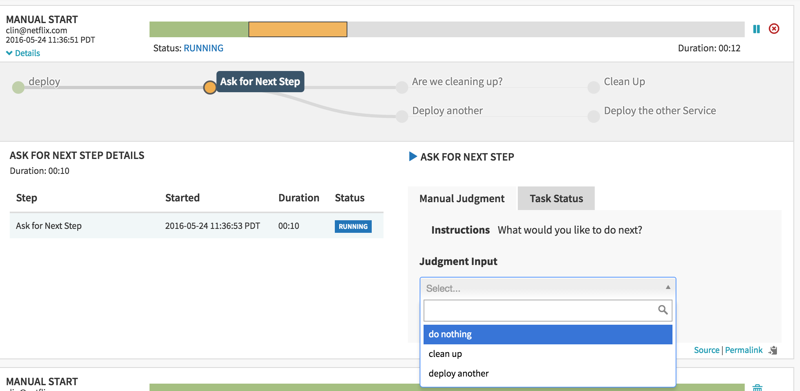 MANUAL START
clin@netflix.com
2016-05-24 11:36:51 PDT
Details
Status: RUNNING
Duration: 00:12
deploy
Ask for Next Step
Are we cleaning up?
Clean Up
Deploy another
Deploy the other Service
ASK FOR NEXT STEP DETAILS
Duration: 00:10
Step Started Duration Status
Ask for Next Step 2016-05-24 11:36:53 PDT 00:10 RUNNING
ASK FOR NEXT STEP
Manual Judgment Task Status
Instructions What would you like to do next?
Judgment Input
Select...
do nothing
clean up
deploy another
Source | Permalink
MANUAL START